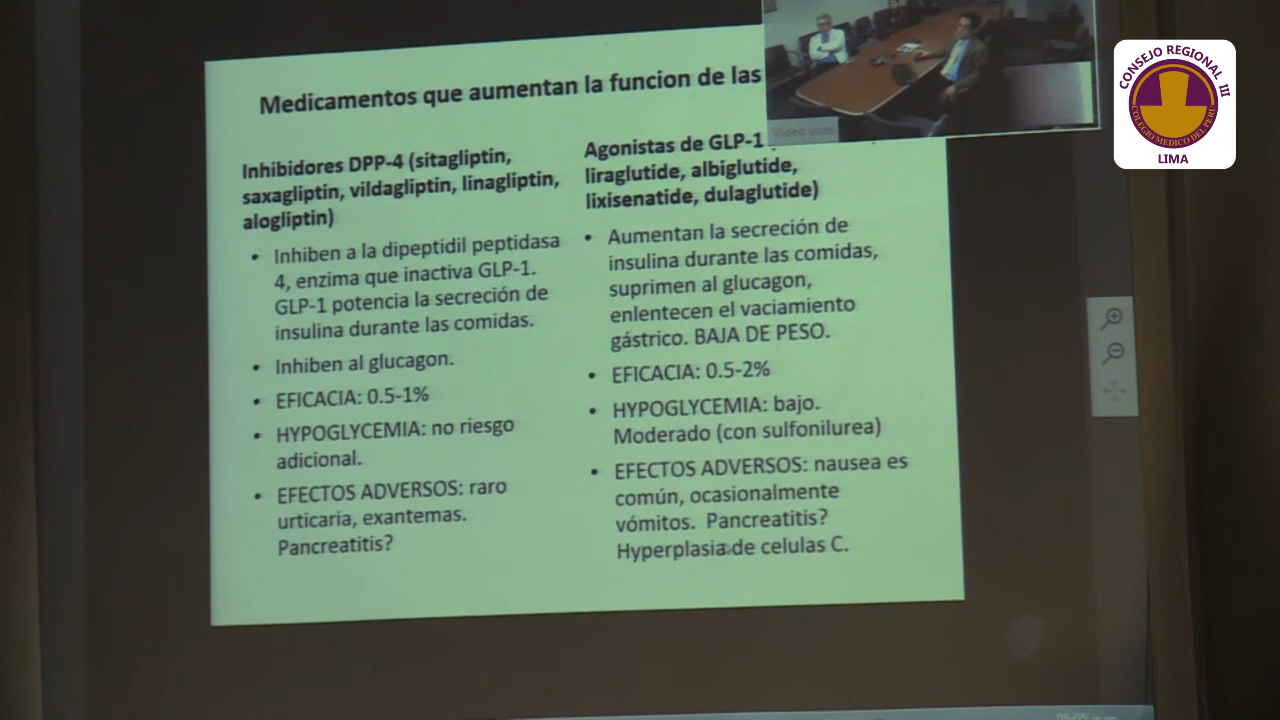 Medicamentos que aumentan la funcion de las
Inhibidores DPP-4 (sitagliptin,
saxagliptin, vildagliptin, linagliptin,
alogliptin)
• Inhiben a la dipeptidil peptidasa
4, enzima que inactiva GLP-1.
GLP-1 potencia la secreción de
insulina durante las comidas.
• Inhiben al glucagon.
• EFICACIA: 0.5-1%
• HYPOGLYCEMIA: no riesgo
adicional.
• EFECTOS ADVERSOS: raro
urticaria, exantemas.
Pancreatitis?
Agonistas de GLP-1
liraglutide, albiglutide,
lixisenatide, dulaglutide)
• Aumentan la secreción de
insulina durante las comidas,
suprimen al glucagon,
enlentecen el vaciamiento
gástrico. BAJA DE PESO.
• EFICACIA: 0.5-2%
• HYPOGLYCEMIA: bajo.
Moderado (con sulfonilurea)
• EFECTOS ADVERSOS: nausea es
común, ocasionalmente
vómitos. Pancreatitis?
Hyperplasia de celulas C.
CONSEJO REGIONAL III
COLEGIO MEDICO DEL PERU
LIMA